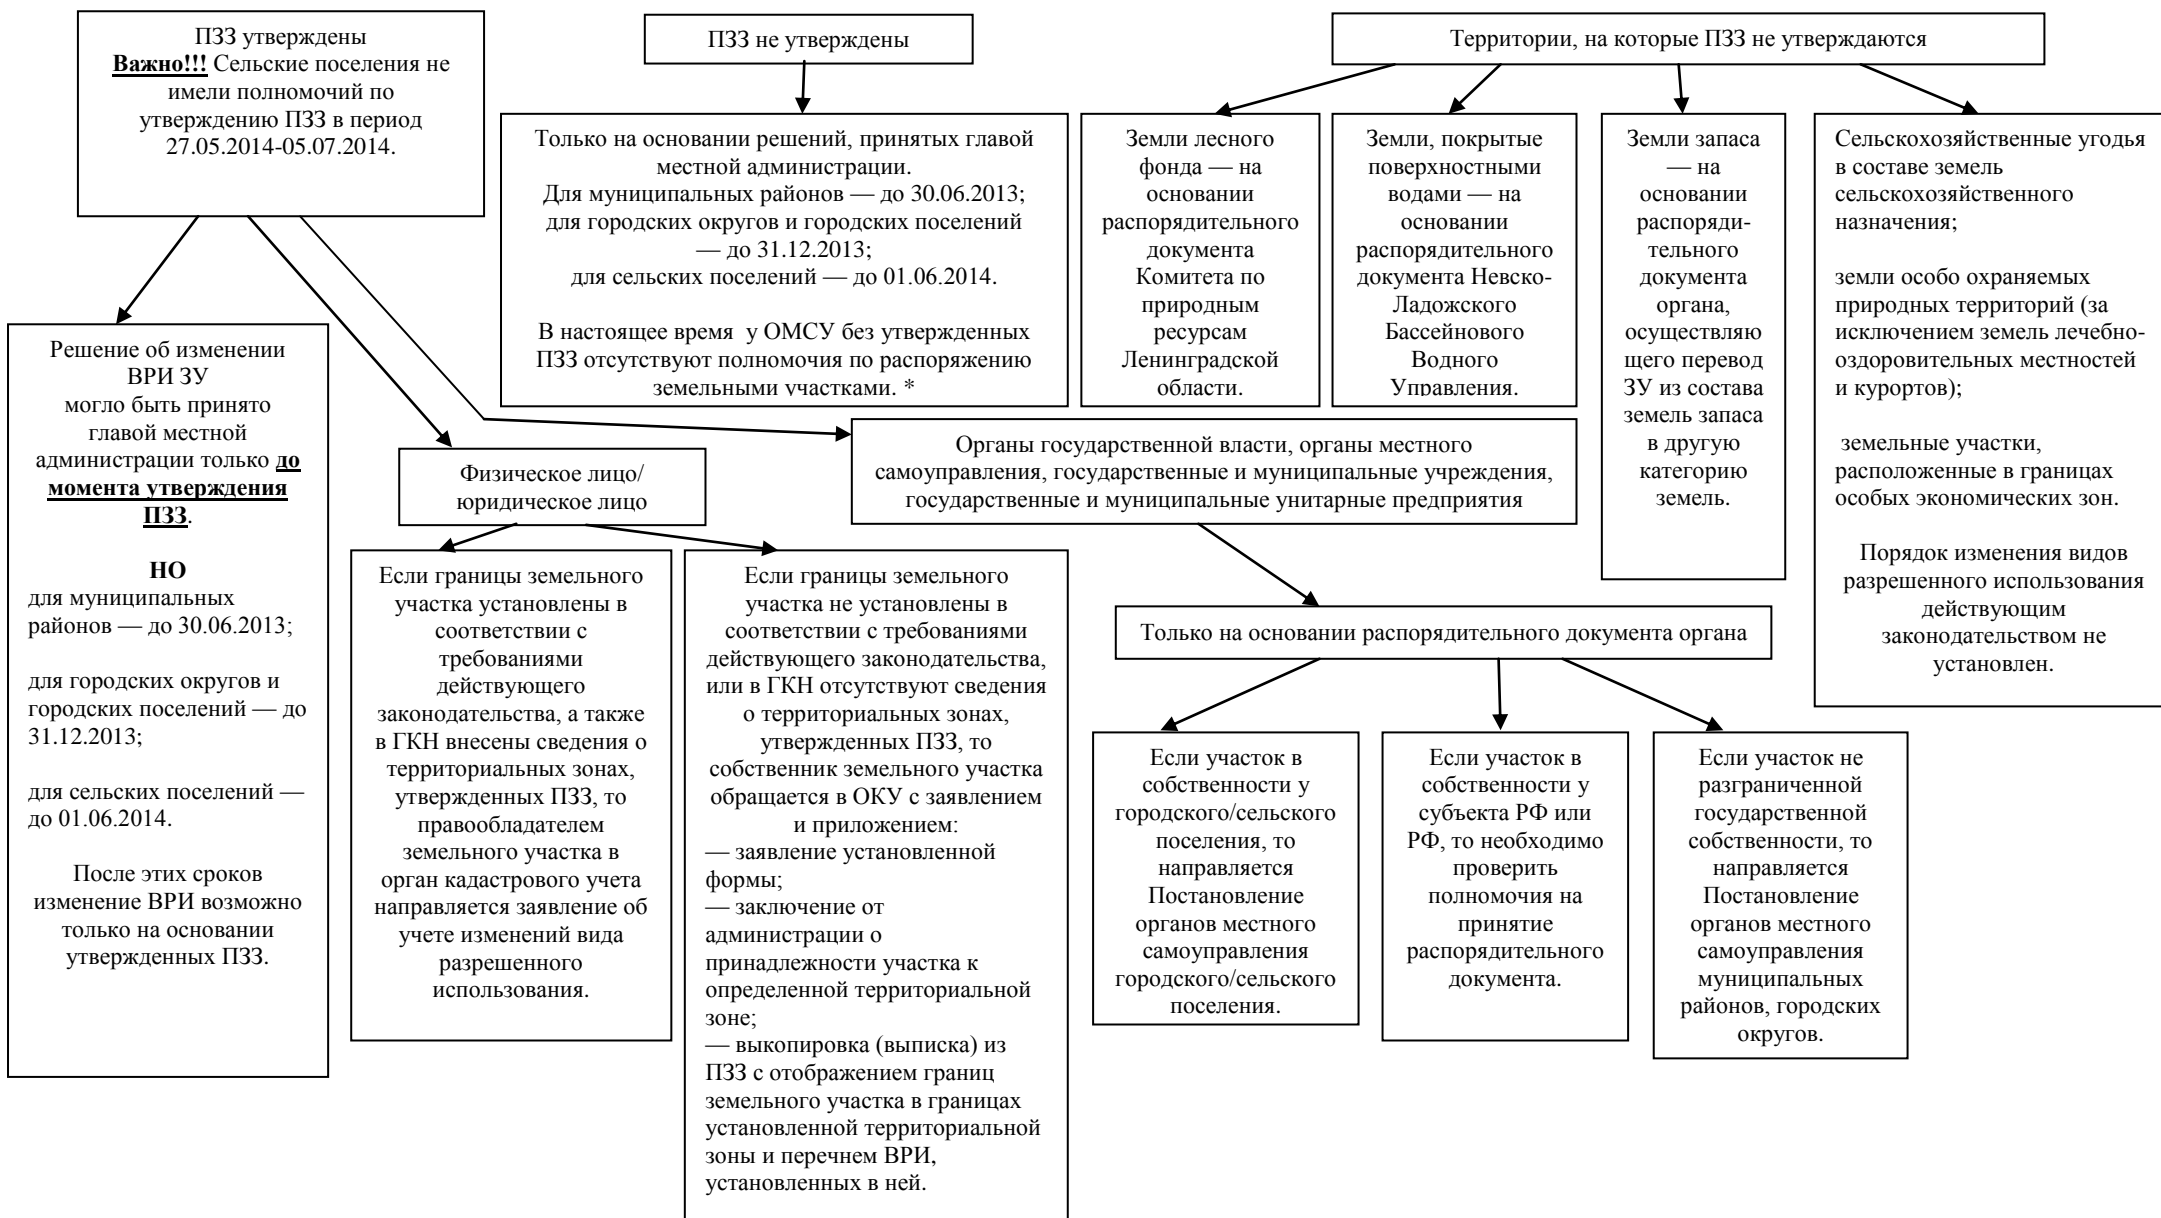 ПЗЗ утверждены
Важно!!! Сельские поселения не
имели полномочий по
утверждению ПЗЗ в период
27.05.2014-05.07.2014.
ПЗЗ не утверждены
Территории, на которые ПЗЗ не утверждаются
Только на основании решений, принятых главой
местной администрации.
Для муниципальных районов — до 30.06.2013;
для городских округов и городских поселений
— до 31.12.2013;
для сельских поселений — до 01.06.2014.
В настоящее время у ОМСУ без утвержденных
ПЗЗ отсутствуют полномочия по распоряжению
земельными участками. *
Земли лесного
фонда — на
основании
распорядительного
документа
Комитета по
природным
ресурсам
Ленинградской
области.
Земли, покрытые
поверхностными
водами — на
основании
распорядительного
документа Невско-
Ладожского
Бассейнового
Водного
Управления.
Земли запаса
— на
основании
распоряди-
тельного
документа
органа,
осуществляю
щего перевод
ЗУ из состава
земель запаса
в другую
категорию
земель.
Сельскохозяйственные угодья
в составе земель
сельскохозяйственного
назначения;
земли особо охраняемых
природных территорий (за
исключением земель лечебно-
оздоровительных местностей
и курортов);
земельные участки,
расположенные в границах
особых экономических зон.
Порядок изменения видов
разрешенного использования
действующим
законодательством не
установлен.
Решение об изменении
ВРИ ЗУ
могло быть принято
главой местной
администрации только до
момента утверждения
ПЗЗ.
НО
для муниципальных
районов — до 30.06.2013;
для городских округов и
городских поселений — до
31.12.2013;
для сельских поселений —
до 01.06.2014.
После этих сроков
изменение ВРИ возможно
только на основании
утвержденных ПЗЗ.
Физическое лицо/
юридическое лицо
Органы государственной власти, органы местного
самоуправления, государственные и муниципальные учреждения,
государственные и муниципальные унитарные предприятия
Если границы земельного
участка установлены в
соответствии с
требованиями
действующего
законодательства, а также
в ГКН внесены сведения о
территориальных зонах,
утвержденных ПЗЗ, то
правообладателем
земельного участка в
орган кадастрового учета
направляется заявление об
учете изменений вида
разрешенного
использования.
Если границы земельного
участка не установлены в
соответствии с требованиями
действующего законодательства,
или в ГКН отсутствуют сведения
о территориальных зонах,
утвержденных ПЗЗ, то
собственник земельного участка
обращается в ОКУ с заявлением
и приложением:
— заявление установленной
формы;
— заключение от
администрации о
принадлежности участка к
определенной территориальной
зоне;
— выкопировка (выписка) из
ПЗЗ с отображением границ
земельного участка в границах
установленной территориальной
зоны и перечнем ВРИ,
установленных в ней.
Только на основании распорядительного документа органа
Если участок в
собственности у
городского/сельского
поселения, то
направляется
Постановление
органов местного
самоуправления
городского/сельского
поселения.
Если участок в
собственности у
субъекта РФ или
РФ, то необходимо
проверить
полномочия на
принятие
распорядительного
документа.
Если участок не
разграниченной
государственной
собственности, то
направляется
Постановление
органов местного
самоуправления
муниципальных
районов, городских
округов.